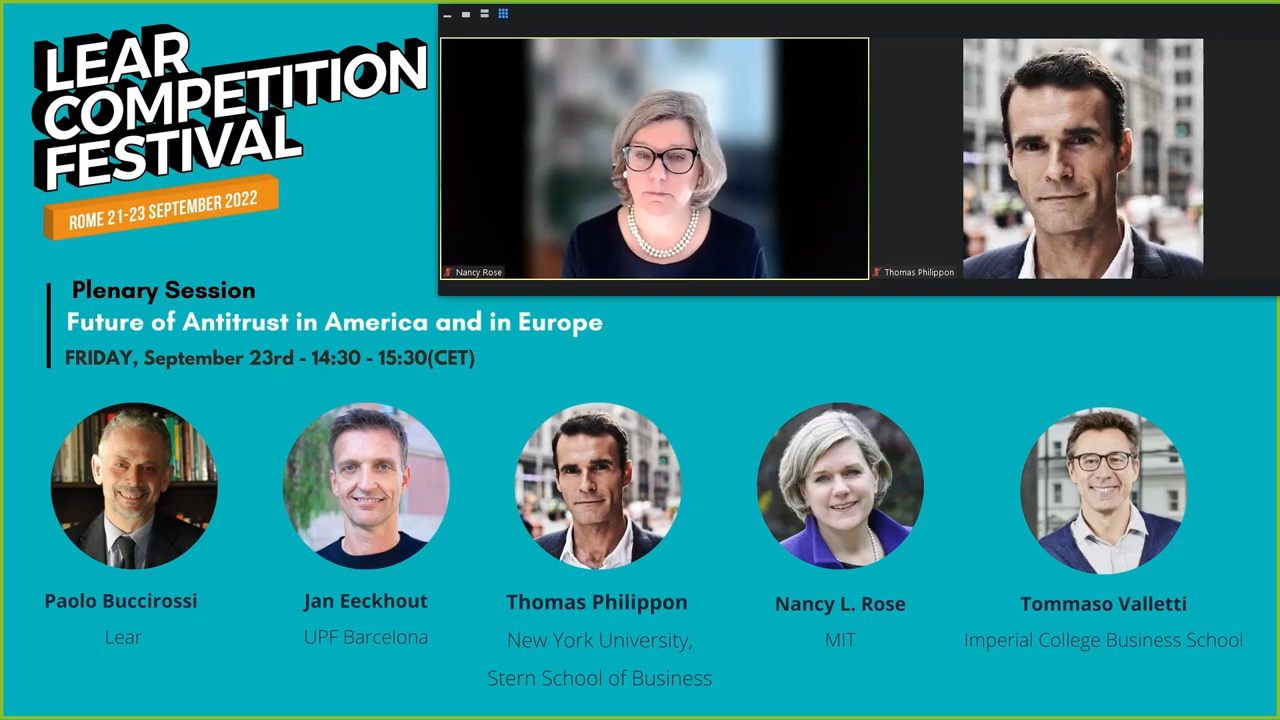 LEAR
COMPETITION
FESTIVAL
ROME 21-23 SEPTEMBER 2022
Nancy Rose
Thomas Philippon
Plenary Session
Future of Antitrust in America and in Europe
FRIDAY, September 23rd - 14:30 - 15:30(CET)
Paolo Buccirossi
Lear
Jan Eeckhout
UPF Barcelona
Thomas Philippon
New York University,
Stern School of Business
Nancy L. Rose
MIT
Tommaso Valletti
Imperial College Business School